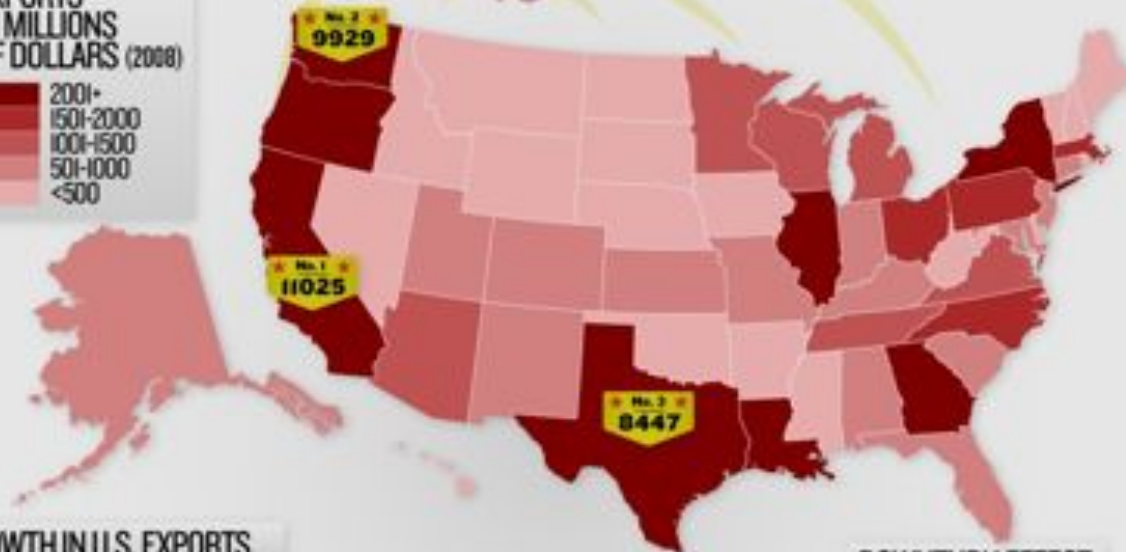 MILLIONS
DOLLARS (2008)
2001+
1501-2000
1001-1500
501-1000
<500
No. 2
9929
No. 1
11025
No. 3
8447
IN U.S. EXPORTS